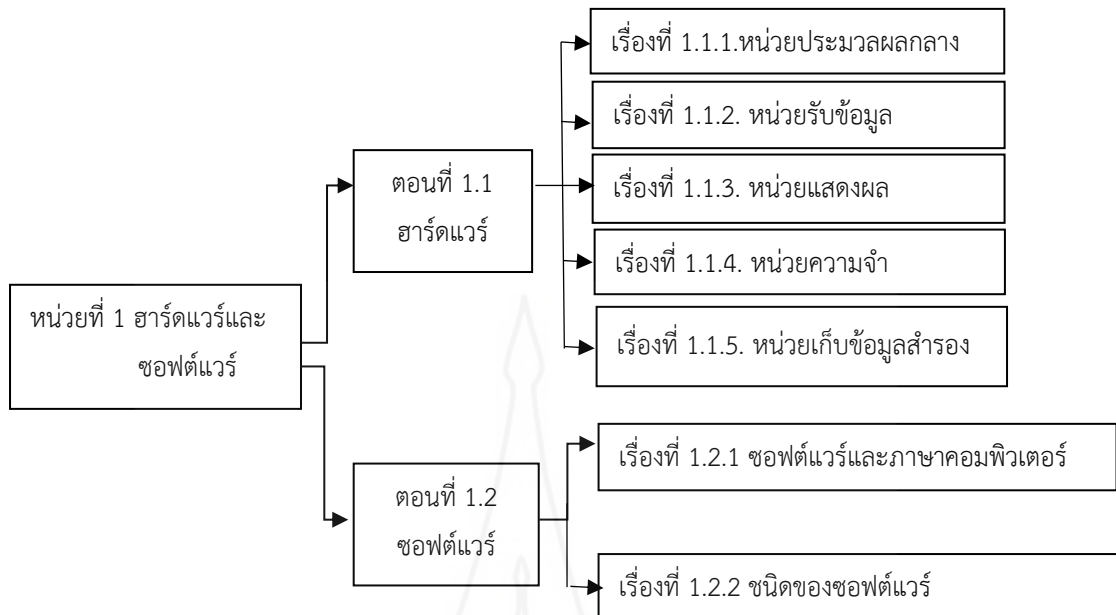 หน่วยที่ 1 ฮาร์ดแวร์และ
ซอฟต์แวร์
ตอนที่ 1.1
ฮาร์ดแวร์
เรื่องที่ 1.1.1.หน่วยประมวลผลกลาง
เรื่องที่ 1.1.2. หน่วยรับข้อมูล
เรื่องที่ 1.1.3. หน่วยแสดงผล
เรื่องที่ 1.1.4. หน่วยความจำ
เรื่องที่ 1.1.5. หน่วยเก็บข้อมูลสำรอง
ตอนที่ 1.2
ซอฟต์แวร์
เรื่องที่ 1.2.1 ซอฟต์แวร์และภาษาคอมพิวเตอร์
เรื่องที่ 1.2.2 ชนิดของซอฟต์แวร์